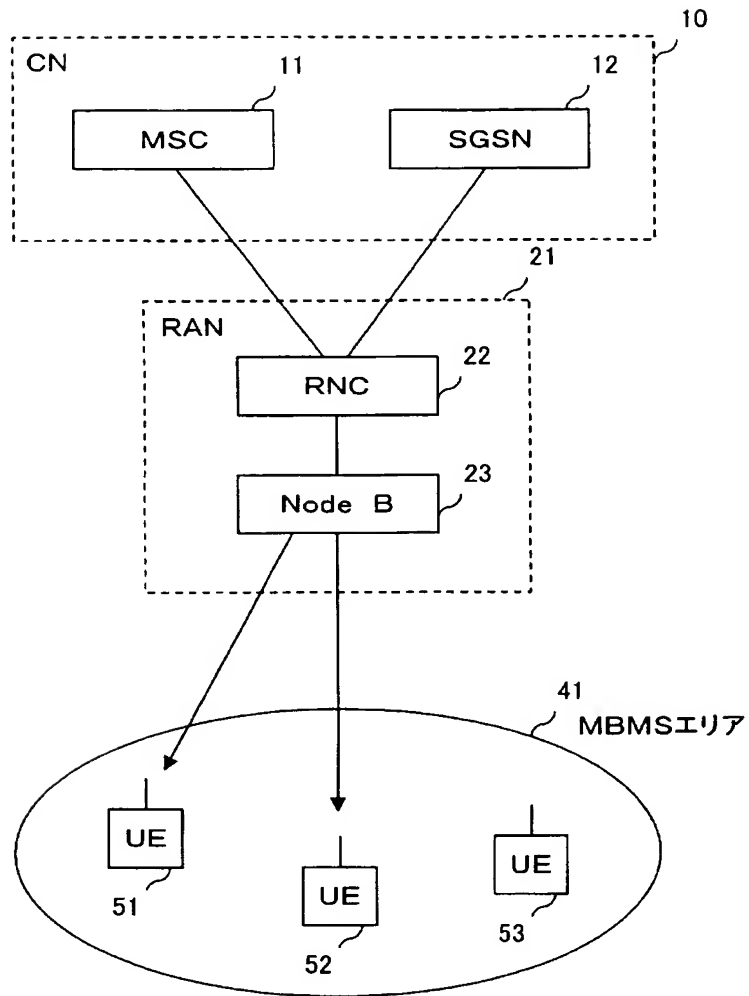 10
CN
11
12
MSC
SGSN
21
RAN
22
RNC
23
Node B
41
MBMSエリア
UE
51
UE
52
UE
53